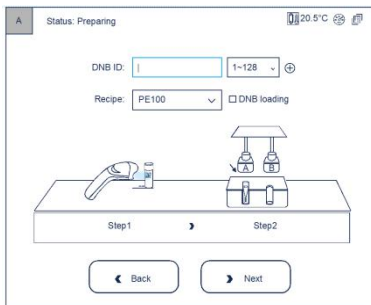 A Status: Preparing 20.5°C
DNB ID: 1~128
Recipe: PE100 DNB loading
A B
Step1 Step2
Back Next